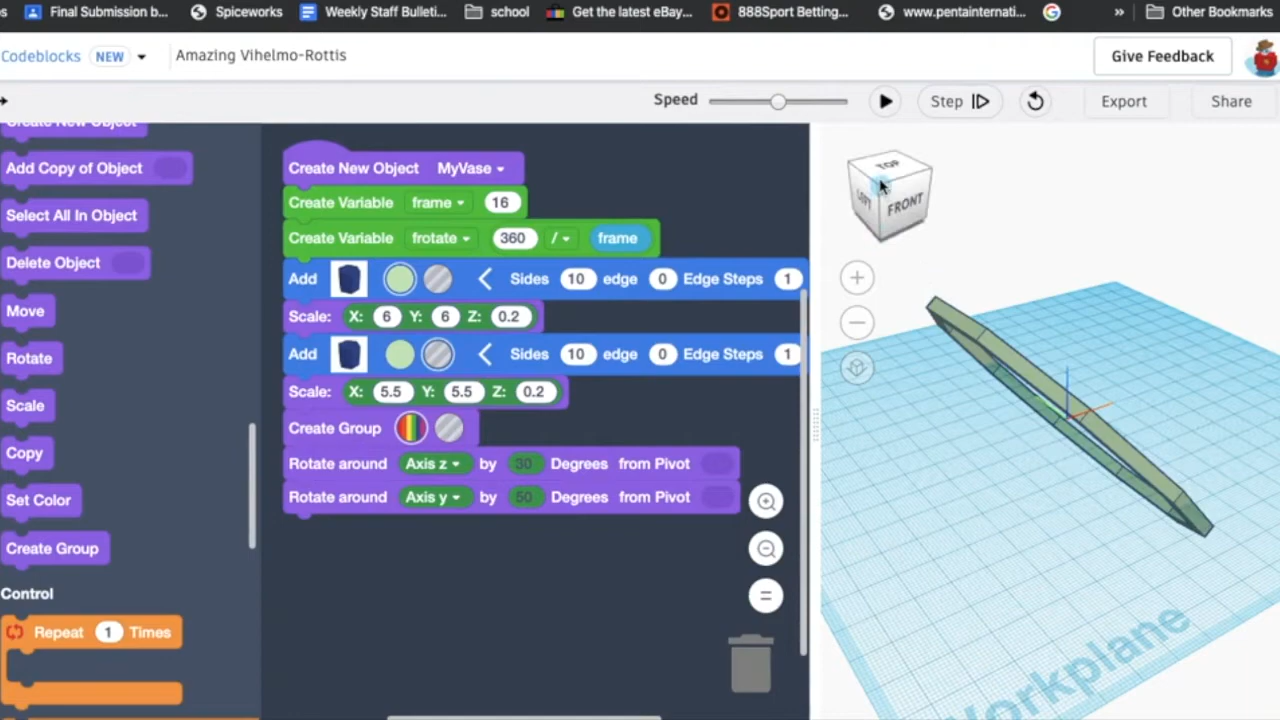 Final Submission b...
Spiceworks
Weekly Staff Bulleti...
school
Get the latest eBay...
888Sport Betting...
www.pentainternati...
»
Other Bookmarks
Codeblocks NEW
Amazing Vihelmo-Rottis
Give Feedback
Speed
Step
Export
Share
Create New Object
Add Copy of Object
Select All In Object
Delete Object
Move
Rotate
Scale
Copy
Set Color
Create Group
Control
Repeat 1 Times
Create New Object MyVase
Create Variable frame 16
Create Variable frotate 360 / frame
Add Sides 10 edge 0 Edge Steps 1
Scale: X: 6 Y: 6 Z: 0.2
Add Sides 10 edge 0 Edge Steps 1
Scale: X: 5.5 Y: 5.5 Z: 0.2
Create Group
Rotate around Axis z by 30 Degrees from Pivot
Rotate around Axis y by 50 Degrees from Pivot
TOP
LEFT
FRONT
Workplane